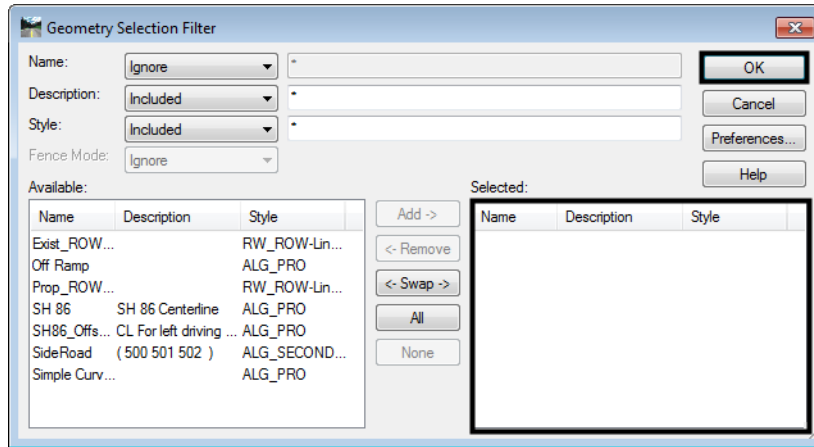 Geometry Selection Filter
Name: Ignore * OK
Description: Included * Cancel
Style: Included * Preferences...
Fence Mode: Ignore Help
Available: Selected:
Name Description Style Add -> Name Description Style
Exist_ROW... RW_ROW-Lin... <- Remove
Off Ramp ALG_PRO
Prop_ROW... RW_ROW-Lin... <- Swap ->
SH 86 SH 86 Centerline ALG_PRO All
SH86_Offs... CL For left driving ... ALG_PRO
SideRoad ( 500 501 502 ) ALG_SECOND... None
Simple Curv... ALG_PRO